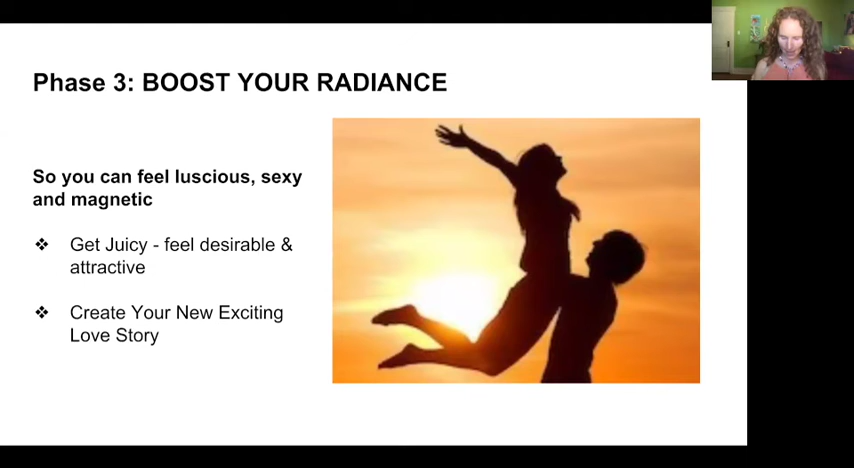 Phase 3: BOOST YOUR RADIANCE
So you can feel luscious, sexy
and magnetic
❖ Get Juicy - feel desirable &
attractive
❖ Create Your New Exciting
Love Story